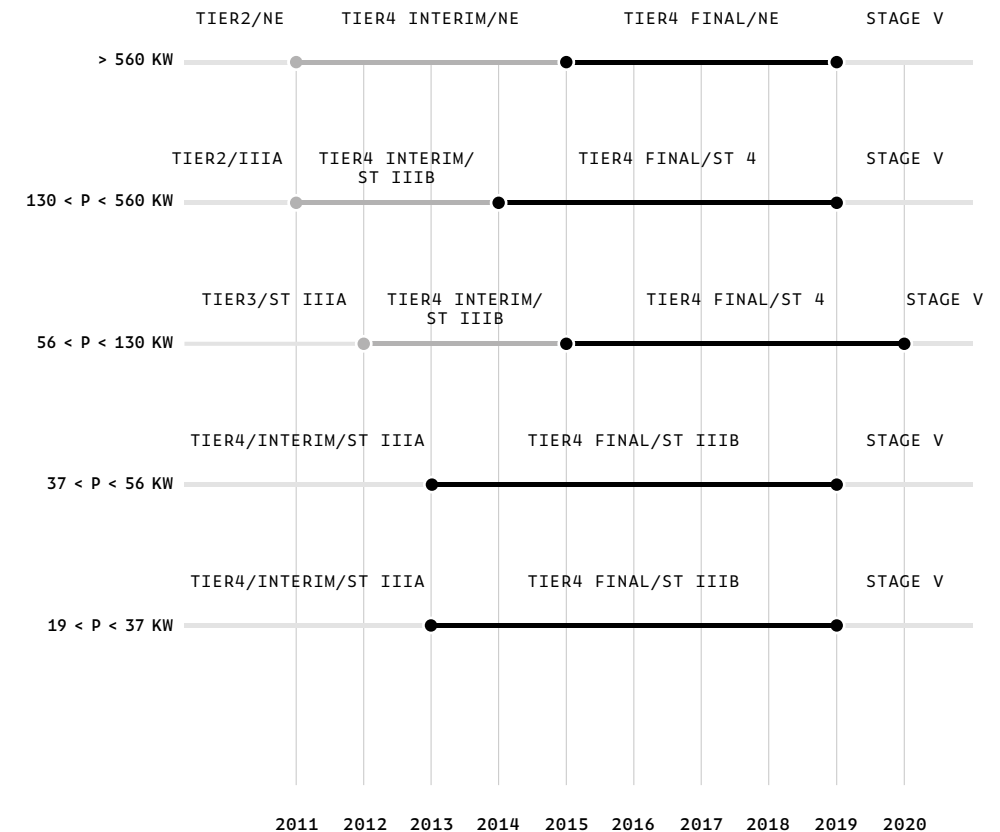 TIER2/NE TIER4 INTERIM/NE TIER4 FINAL/NE STAGE V
> 560 KW
TIER2/IIIA TIER4 INTERIM/ TIER4 FINAL/ST 4 STAGE V
ST IIIB
130 < P < 560 KW
TIER3/ST IIIA TIER4 INTERIM/ TIER4 FINAL/ST 4 STAGE V
ST IIIB
56 < P < 130 KW
TIER4/INTERIM/ST IIIA TIER4 FINAL/ST IIIB STAGE V
37 < P < 56 KW
TIER4/INTERIM/ST IIIA TIER4 FINAL/ST IIIB STAGE V
19 < P < 37 KW
2011 2012 2013 2014 2015 2016 2017 2018 2019 2020